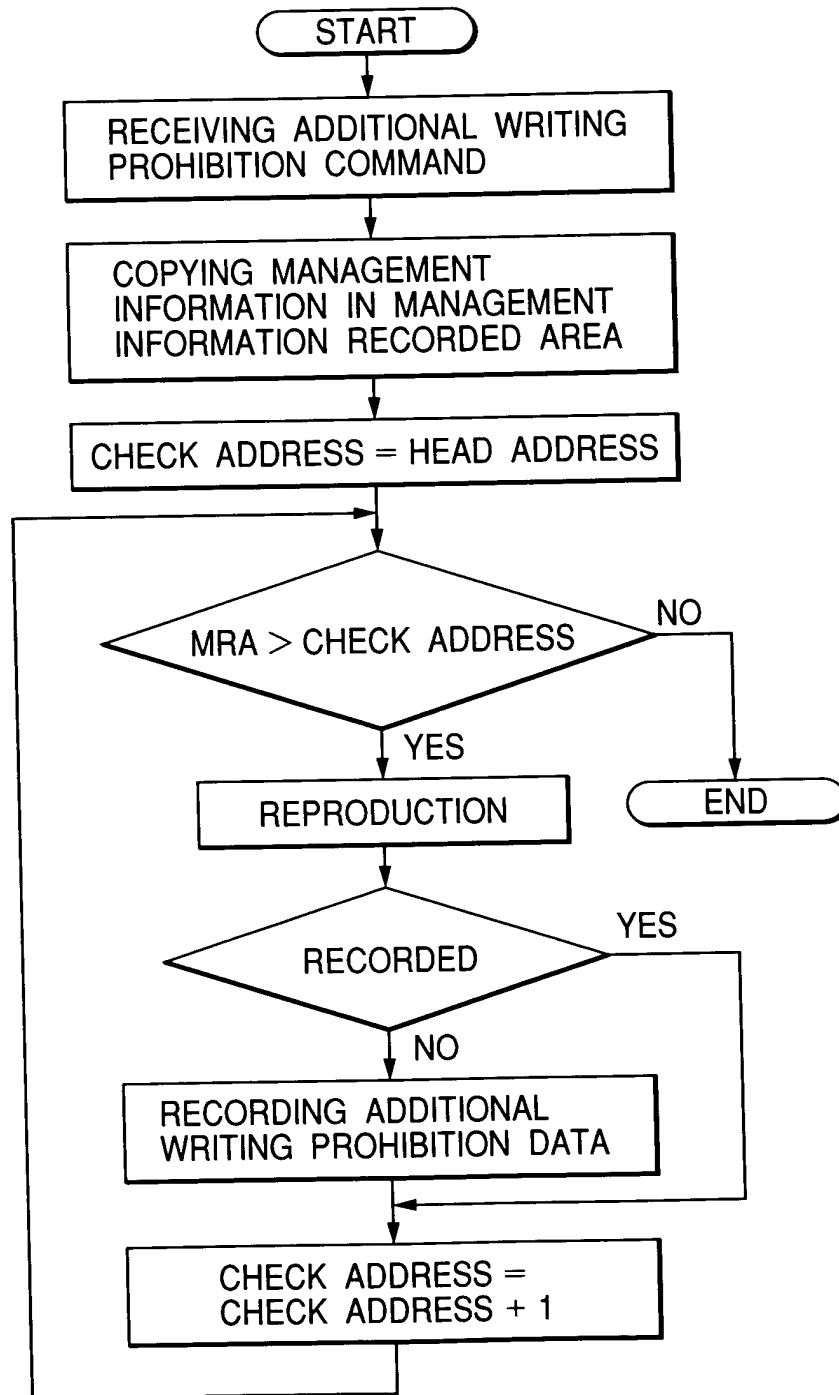 START
RECEIVING ADDITIONAL WRITING
PROHIBITION COMMAND
COPYING MANAGEMENT
INFORMATION IN MANAGEMENT
INFORMATION RECORDED AREA
CHECK ADDRESS = HEAD ADDRESS
MRA > CHECK ADDRESS
NO
YES
REPRODUCTION
END
RECORDED
YES
NO
RECORDING ADDITIONAL
WRITING PROHIBITION DATA
CHECK ADDRESS =
CHECK ADDRESS + 1